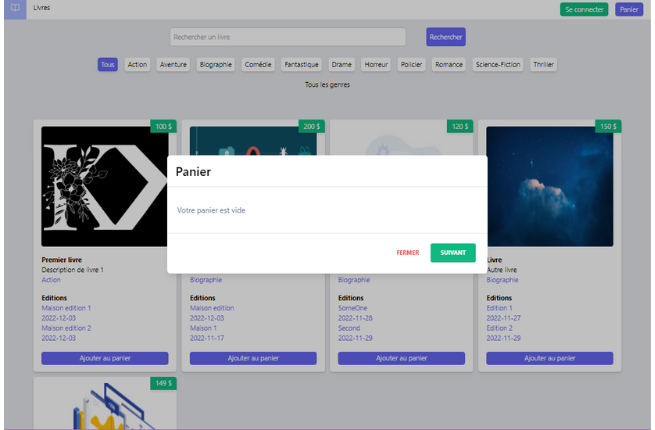 Livres
Se connecter
Panier
Rechercher un livre
Rechercher
Tous
Action
Aventure
Biographie
Comédie
Fantastique
Drame
Horreur
Policier
Romance
Science-Fiction
Thriller
Tous les genres
100 $
200 $
120 $
150 $
Panier
Votre panier est vide
FERMER
SUIVANT
Premier livre
Description de livre 1
Action
Editions
Maison edition 1
2022-12-03
Maison edition 2
2022-12-03
Ajouter au panier
Biographie
Editions
Maison edition
2022-12-03
Maison 1
2022-11-17
Ajouter au panier
Biographie
Editions
SomeOne
2022-11-28
Second
2022-11-29
Ajouter au panier
Livre
Autre livre
Biographie
Editions
Edition 1
2022-11-27
Edition 2
2022-11-29
Ajouter au panier
149 $